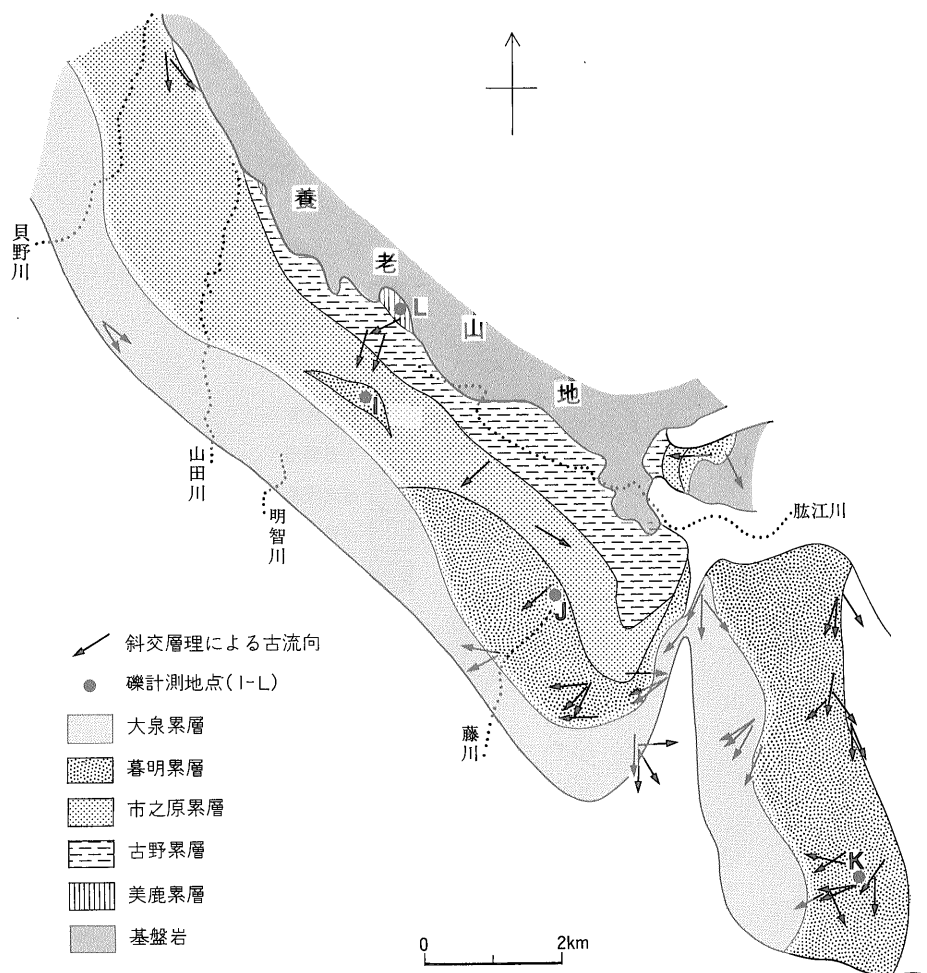 養
老
山
地
L
I
J
K
貝野川
山田川
明智川
藤川
肱江川
斜交層理による古流向
礫計測地点(I-L)
大泉累層
暮明累層
市之原累層
古野累層
美鹿累層
基盤岩
0 2km